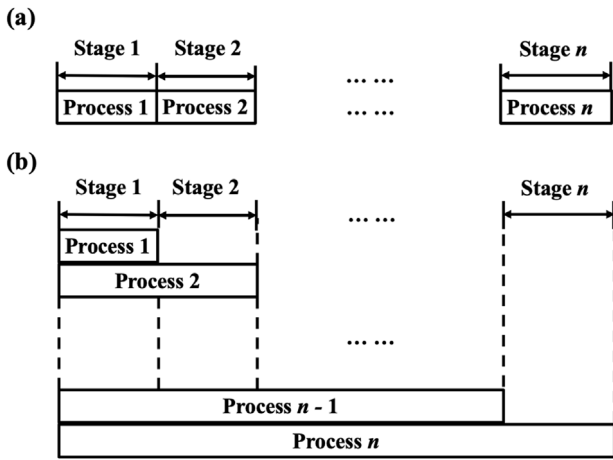 (a)
Stage 1 Stage 2 Stage n
... ...
Process 1 Process 2 ... ... Process n
(b)
Stage 1 Stage 2 Stage n
... ...
Process 1
Process 2
... ...
Process n - 1
Process n